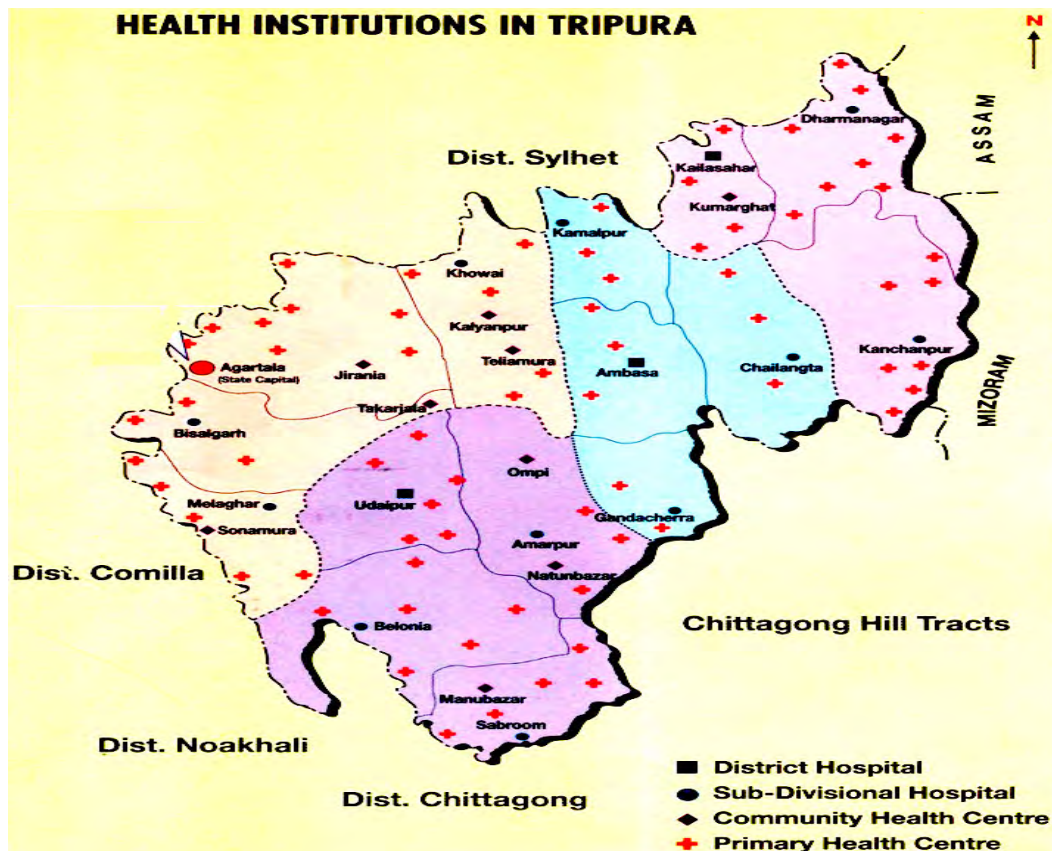 HEALTH INSTITUTIONS IN TRIPURA
N
ASSAM
Dharmanagar
Dist. Sylhet
Kailasahar
Kumarghat
Kamalpur
Khowai
Kalyanpur
Teliamura
Kanchanpur
Agartala
(State Capital)
Jirania
Ambasa
Chailangta
MIZORAM
Takarjala
Bisalgarh
Ompi
Udaipur
Melaghar
Gandacherra
Sonamura
Amarpur
Dist. Comilla
Natunbazar
Belonia
Chittagong Hill Tracts
Manubazar
Sabroom
Dist. Noakhali
Dist. Chittagong
District Hospital
Sub-Divisional Hospital
Community Health Centre
Primary Health Centre